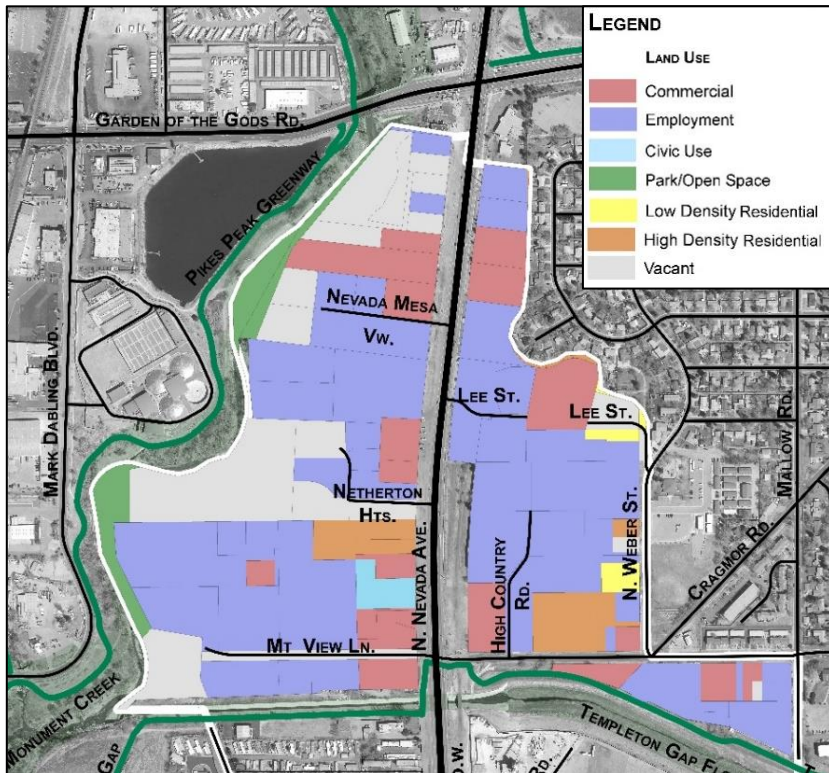 LEGEND
LAND USE
Commercial
Employment
Civic Use
Park/Open Space
Low Density Residential
High Density Residential
Vacant
GARDEN OF THE GODS RD.
PIKES PEAK GREENWAY
MARK DABLING BLVD.
NEVADA MESA
VW.
LEE ST.
LEE ST.
MALLOW RD.
NETHERTON
HTS.
N. NEVADA AVE.
HIGH COUNTRY
RD.
N. WEBER ST.
CRAGMOR RD.
MT VIEW LN.
MONUMENT CREEK
GAP
TEMPLETON GAP FL